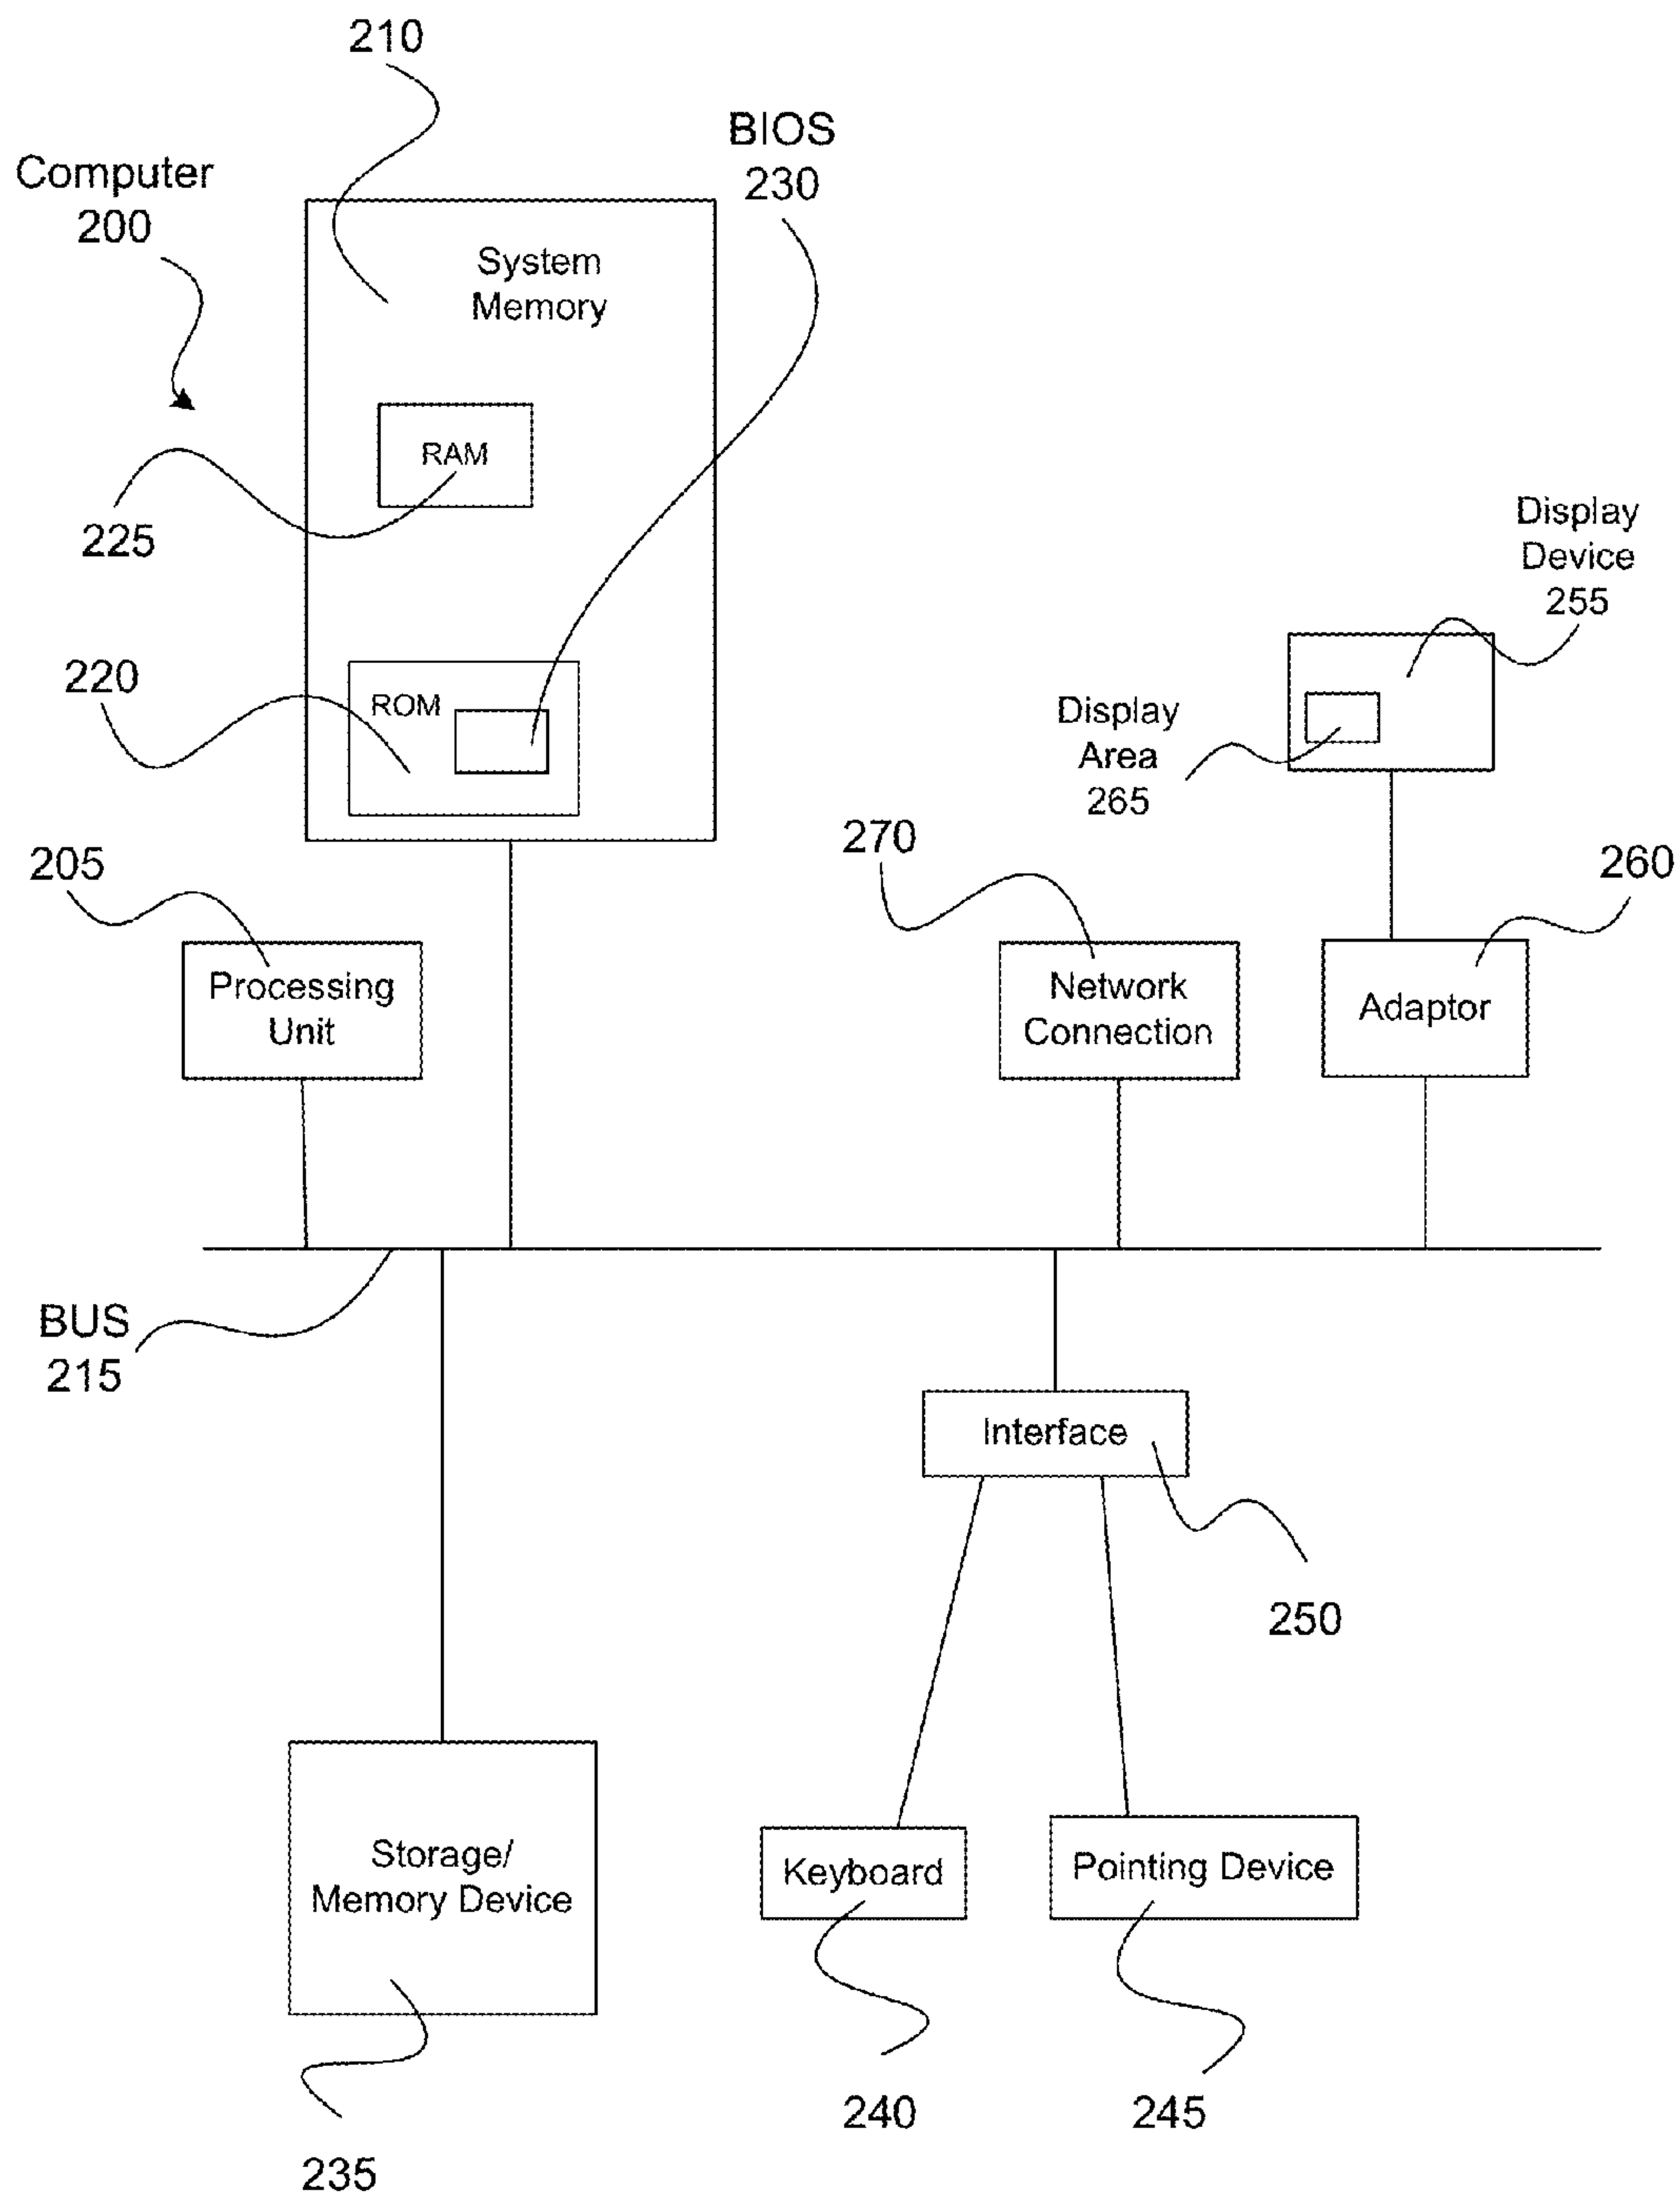 210
BIOS
230
Computer
200
System
Memory
RAM
225
Display
Device
255
220
ROM
Display
Area
265
205
270
260
Processing
Unit
Network
Connection
Adaptor
BUS
215
Interface
250
Storage/
Memory Device
Keyboard
Pointing Device
240
245
235